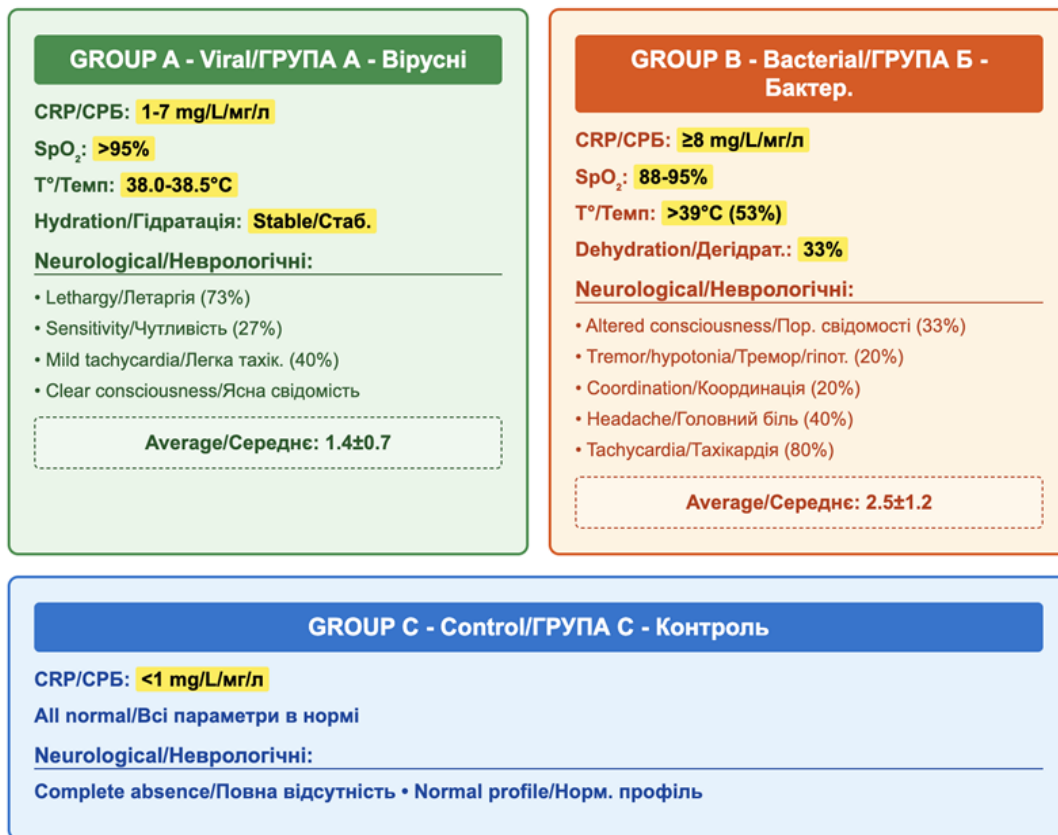 GROUP A - Viral/ГРУПА А - Вірусні
CRP/СРБ: 1-7 mg/L/мг/л
SpO₂: >95%
T°/Темп: 38.0-38.5°C
Hydration/Гідратація: Stable/Стаб.
Neurological/Неврологічні:
• Lethargy/Летаргія (73%)
• Sensitivity/Чутливість (27%)
• Mild tachycardia/Легка тахік. (40%)
• Clear consciousness/Ясна свідомість
Average/Середнє: 1.4±0.7
GROUP B - Bacterial/ГРУПА Б -
Бактер.
CRP/СРБ: ≥8 mg/L/мг/л
SpO₂: 88-95%
T°/Темп: >39°C (53%)
Dehydration/Дегідрат.: 33%
Neurological/Неврологічні:
• Altered consciousness/Пор. свідомості (33%)
• Tremor/hypotonia/Тремор/гіпот. (20%)
• Coordination/Координація (20%)
• Headache/Головний біль (40%)
• Tachycardia/Тахікардія (80%)
Average/Середнє: 2.5±1.2
GROUP C - Control/ГРУПА С - Контроль
CRP/СРБ: <1 mg/L/мг/л
All normal/Всі параметри в нормі
Neurological/Неврологічні:
Complete absence/Повна відсутність • Normal profile/Норм. профіль